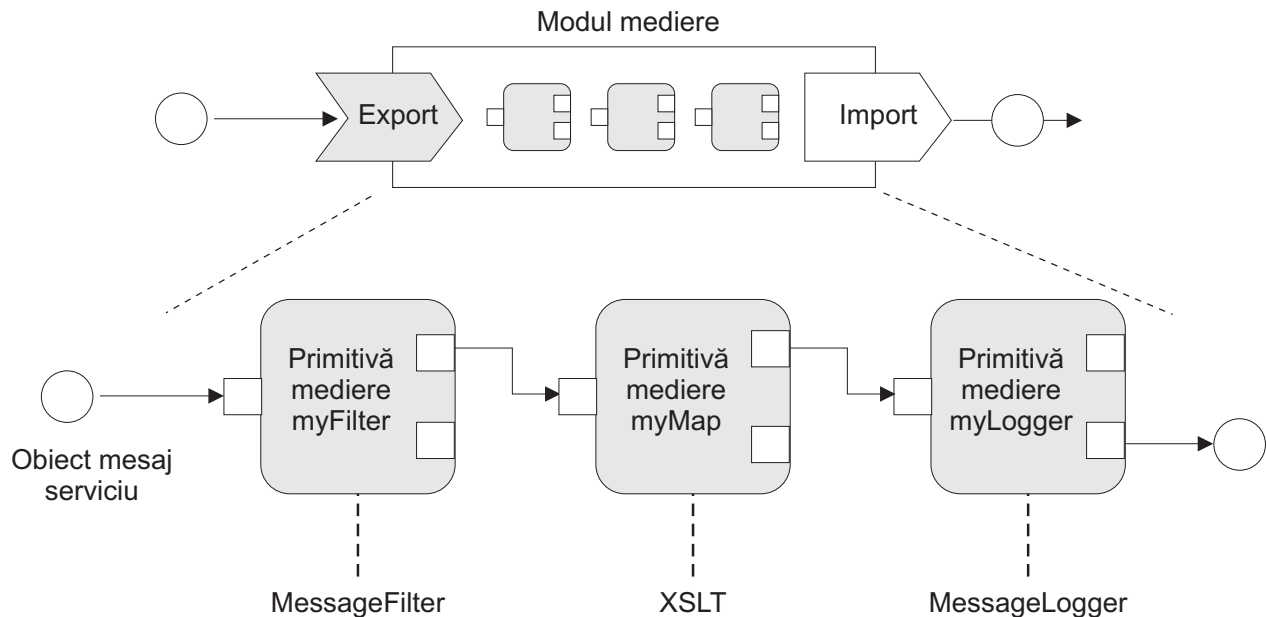 Modul mediere
Export
Import
Primitivă
mediere
myFilter
Primitivă
mediere
myMap
Primitivă
mediere
myLogger
Obiect mesaj
serviciu
MessageFilter
XSLT
MessageLogger